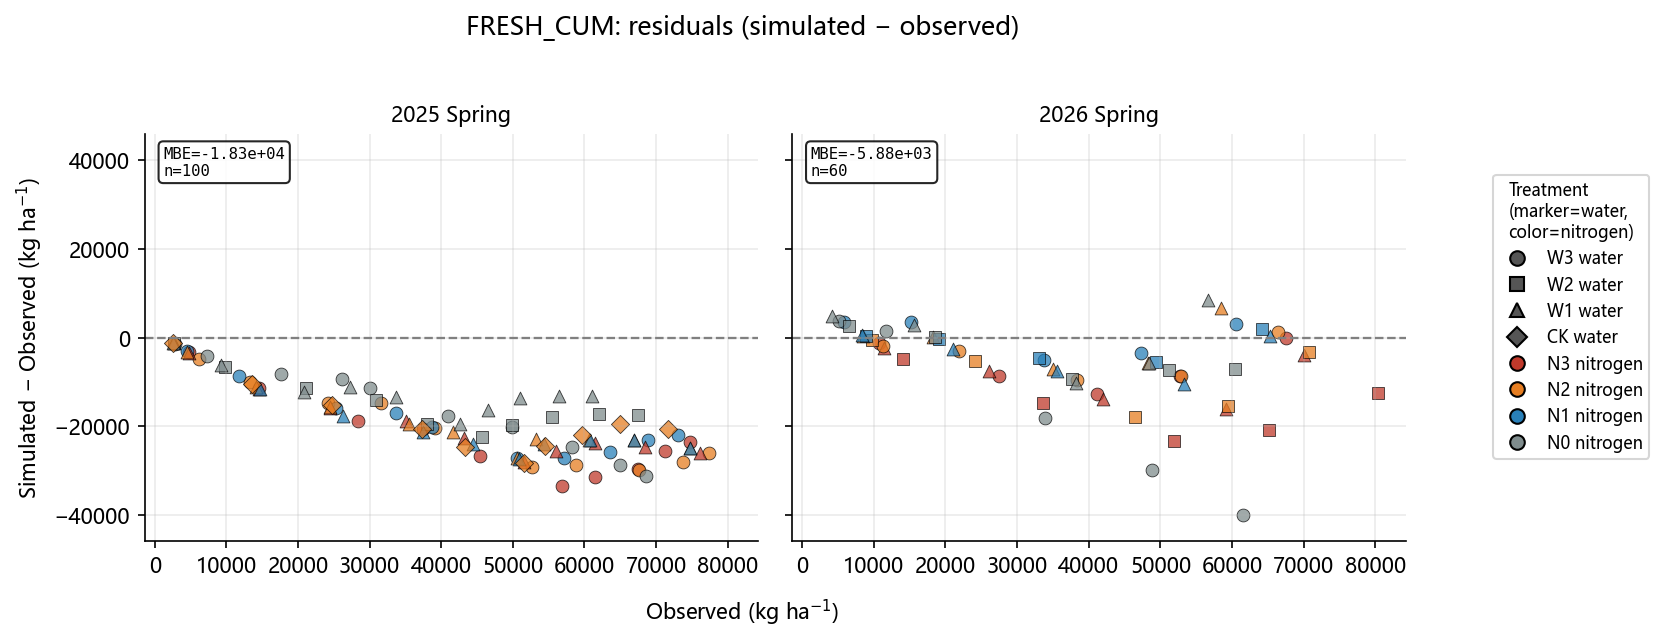 FRESH_CUM: residuals (simulated − observed)
2025 Spring
2026 Spring
MBE=-1.83e+04
n=100
MBE=-5.88e+03
n=60
40000
20000
0
−20000
−40000
Simulated − Observed (kg ha⁻¹)
0 10000 20000 30000 40000 50000 60000 70000 80000
0 10000 20000 30000 40000 50000 60000 70000 80000
Observed (kg ha⁻¹)
Treatment
(marker=water,
color=nitrogen)
W3 water
W2 water
W1 water
CK water
N3 nitrogen
N2 nitrogen
N1 nitrogen
N0 nitrogen